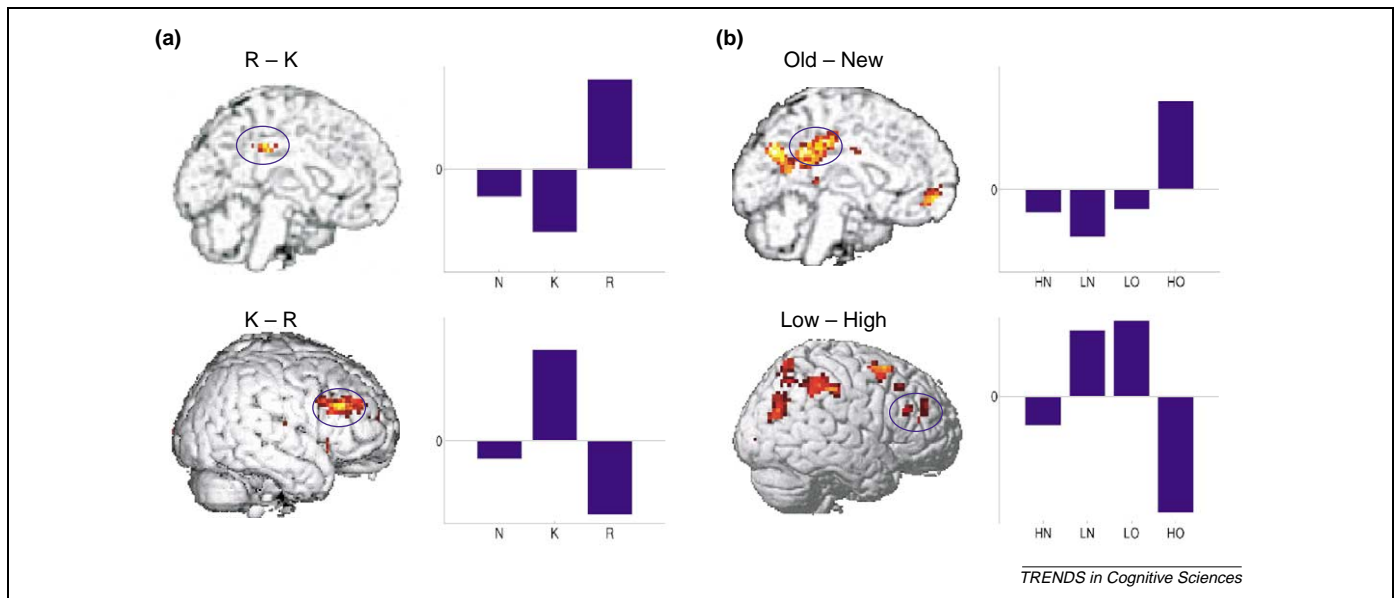 (a)
R – K
0
N K R
K – R
0
N K R
(b)
Old – New
0
HN LN LO HO
Low – High
0
HN LN LO HO
TRENDS in Cognitive Sciences